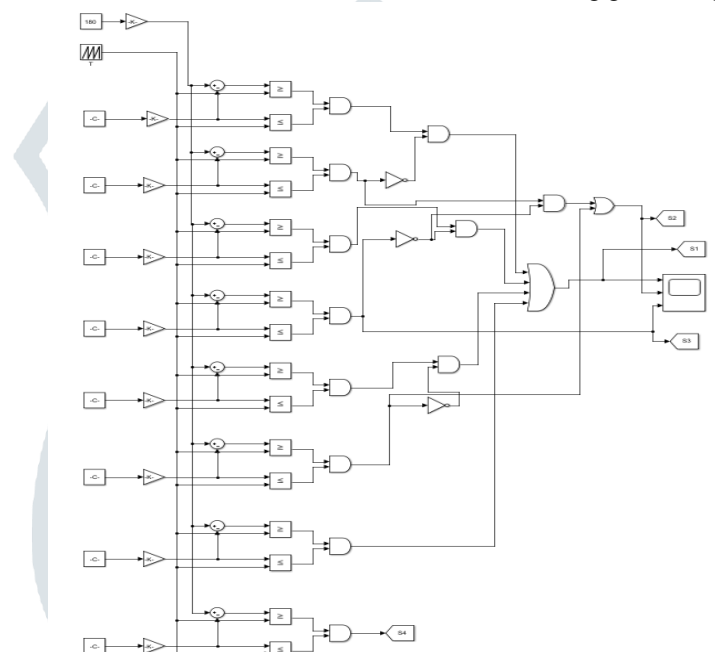 180
-K-
T
≥
-C-
-K-
≤
≥
-C-
-K-
≤
S2
≥
S1
-C-
-K-
≤
≥
-C-
-K-
≤
S3
≥
-C-
-K-
≤
≥
-C-
-K-
≤
≥
-C-
-K-
≤
≥
S4
-C-
-K-
≤